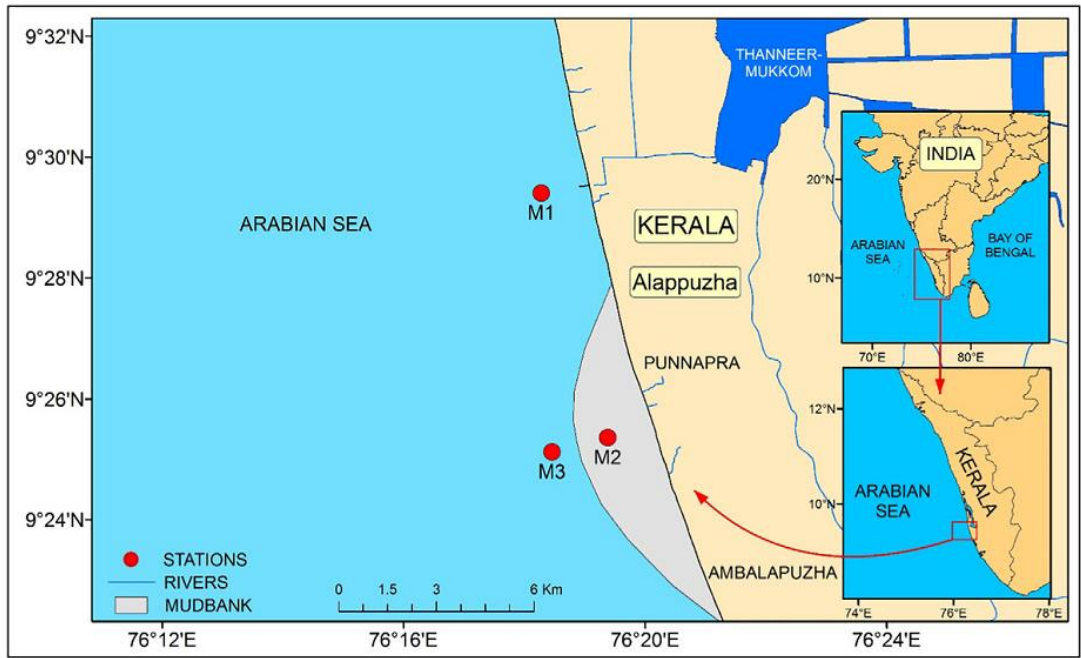 9°32'N
9°30'N
9°28'N
9°26'N
9°24'N
76°12'E
76°16'E
76°20'E
76°24'E
THANNEER-
MUKKOM
M1
ARABIAN SEA
KERALA
Alappuzha
PUNNAPRA
M2
M3
AMBALAPUZHA
STATIONS
RIVERS
MUDBANK
0 1.5 3 6 Km
INDIA
20°N
10°N
ARABIAN
SEA
BAY OF
BENGAL
70°E
80°E
12°N
10°N
KERALA
ARABIAN
SEA
74°E
76°E
78°E